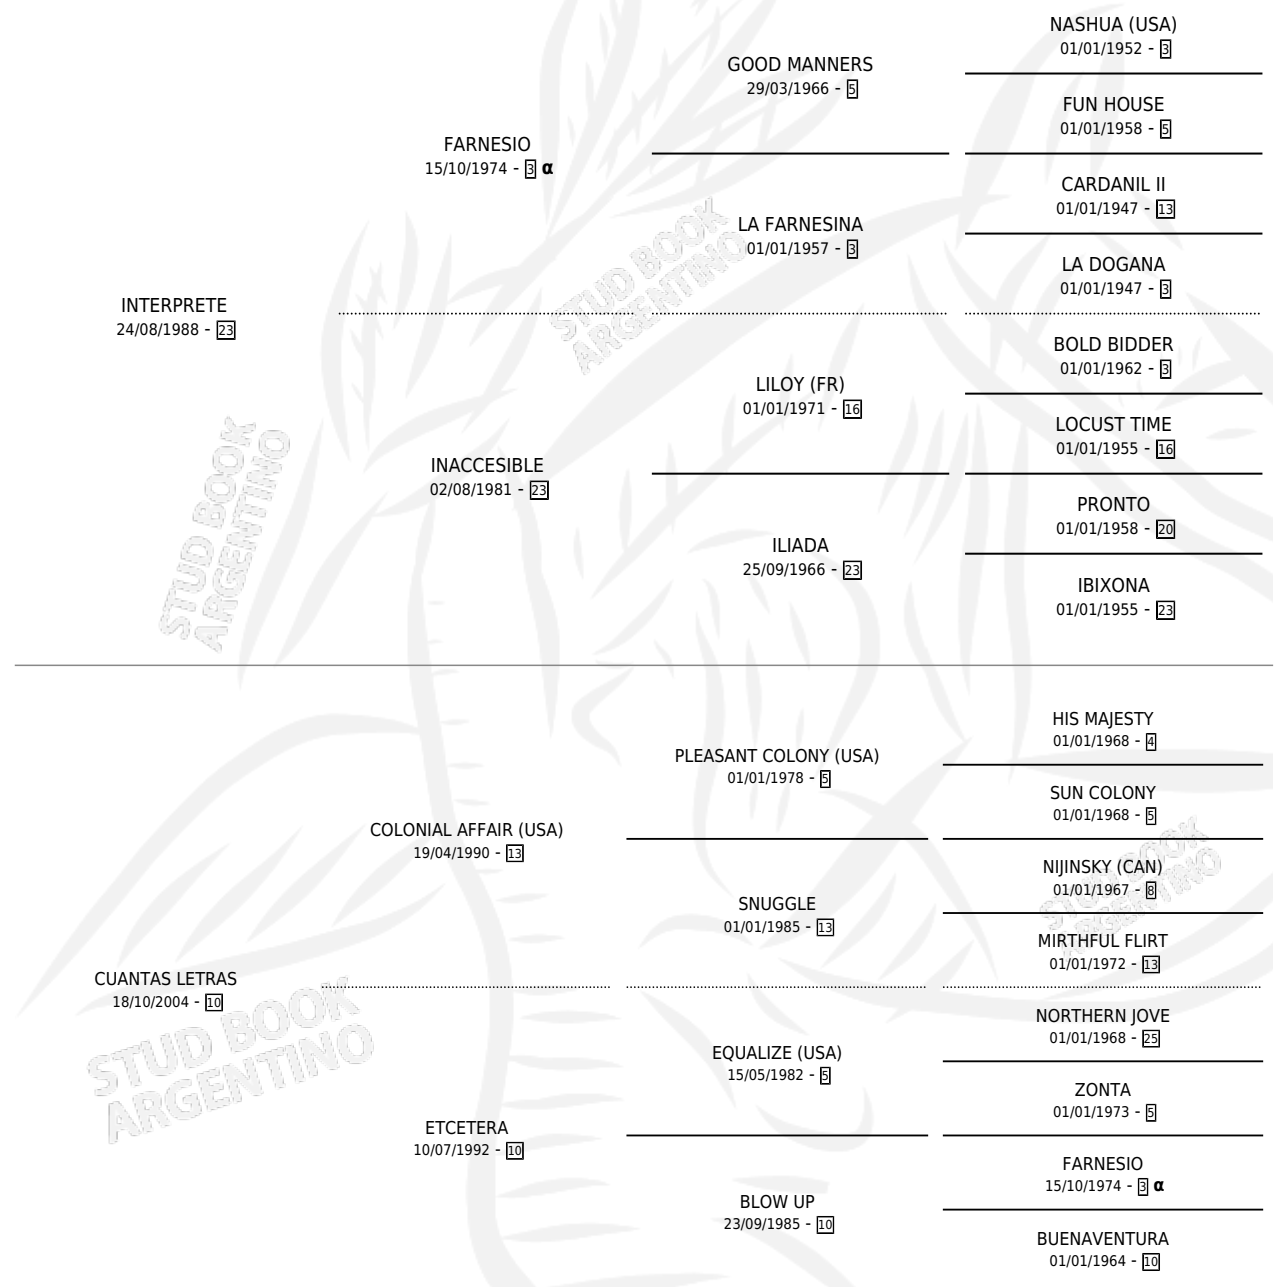 NASHUA (USA)
01/01/1952 - 3
GOOD MANNERS
29/03/1966 - 5
FUN HOUSE
01/01/1958 - 5
FARNESIO
15/10/1974 - 3 α
CARDANIL II
01/01/1947 - 13
LA FARNESINA
01/01/1957 - 3
LA DOGANA
01/01/1947 - 3
INTERPRETE
24/08/1988 - 23
STUD BOOK
ARGENTINO
BOLD BIDDER
01/01/1962 - 3
LILOY (FR)
01/01/1971 - 16
LOCUST TIME
01/01/1955 - 16
INACCESIBLE
02/08/1981 - 23
PRONTO
01/01/1958 - 20
ILIADA
25/09/1966 - 23
IBIXONA
01/01/1955 - 23
STUD BOOK
ARGENTINO
HIS MAJESTY
01/01/1968 - 4
PLEASANT COLONY (USA)
01/01/1978 - 5
SUN COLONY
01/01/1968 - 5
COLONIAL AFFAIR (USA)
19/04/1990 - 13
NIJINSKY (CAN)
01/01/1967 - 8
STUD BOOK
ARGENTINO
SNUGGLE
01/01/1985 - 13
MIRTHFUL FLIRT
01/01/1972 - 13
CUANTAS LETRAS
18/10/2004 - 10
STUD BOOK
ARGENTINO
NORTHERN JOVE
01/01/1968 - 25
EQUALIZE (USA)
15/05/1982 - 5
ZONTA
01/01/1973 - 5
ETCETERA
10/07/1992 - 10
FARNESIO
15/10/1974 - 3 α
BLOW UP
23/09/1985 - 10
BUENAVENTURA
01/01/1964 - 10